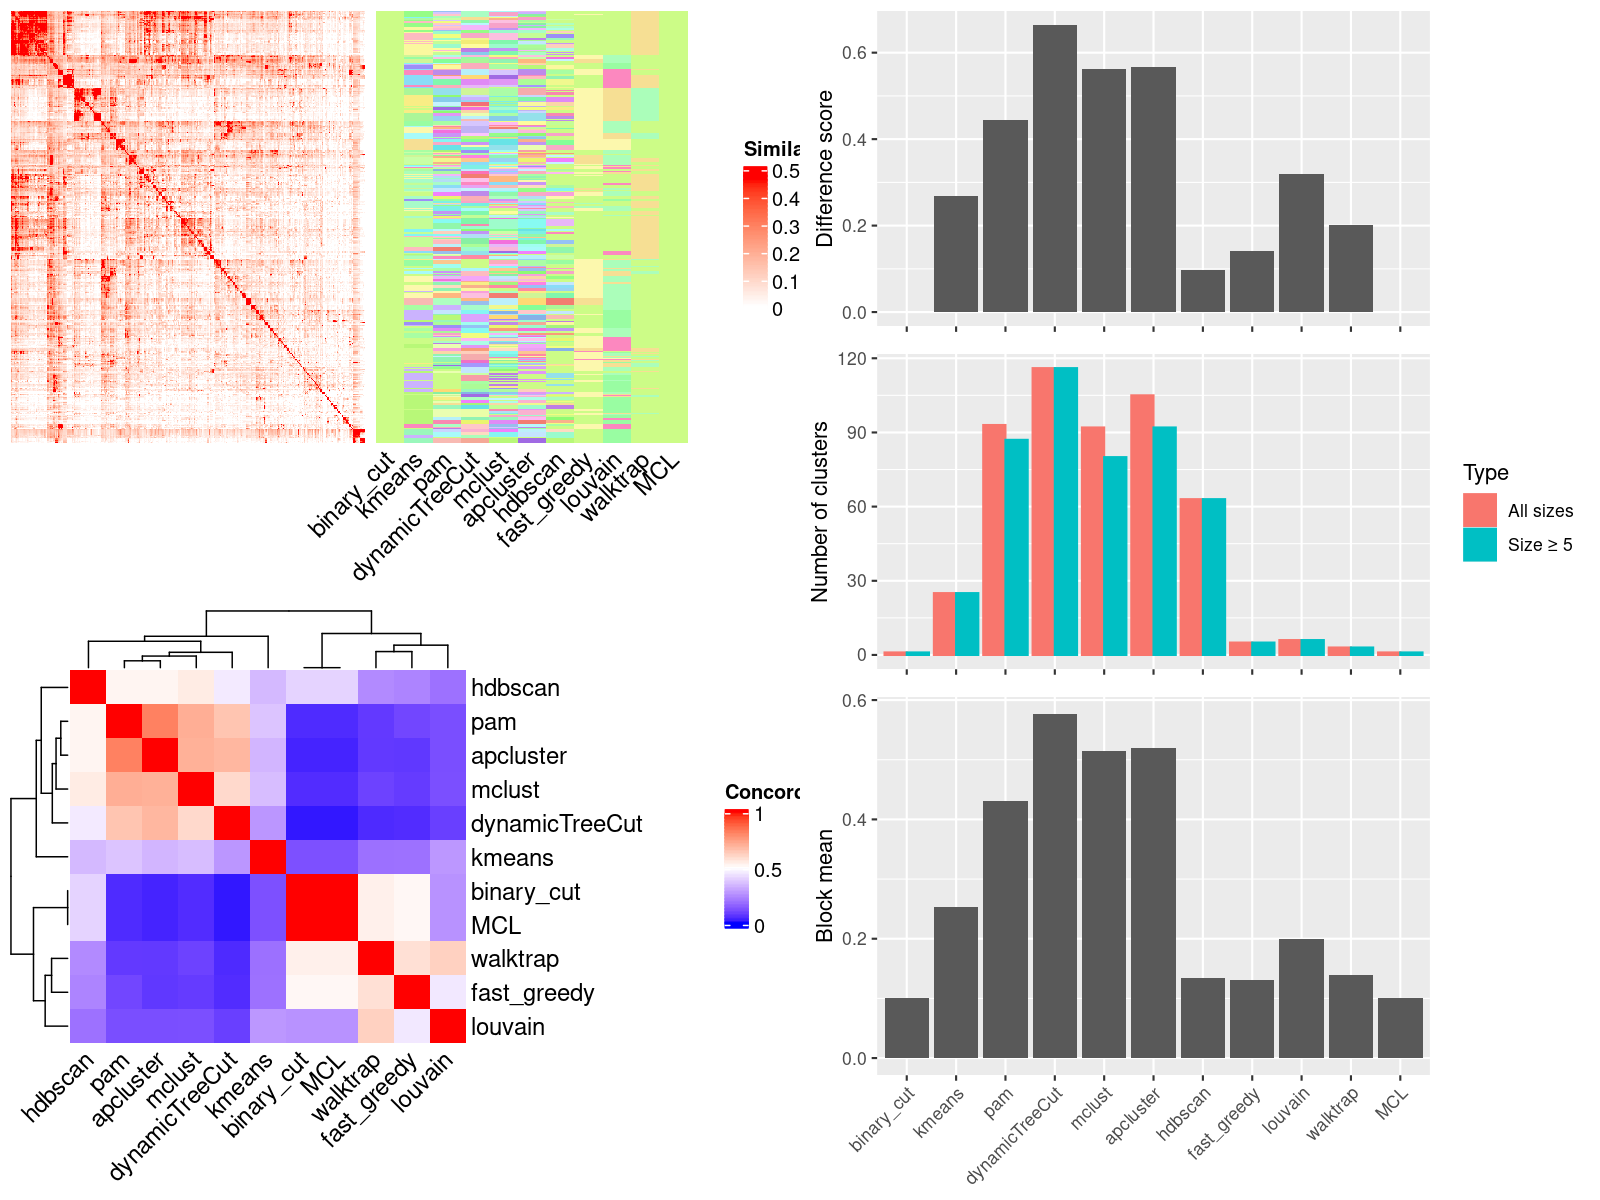 Simila
0.5
0.4
0.3
0.2
0.1
0
binary_cut
kmeans
pam
dynamicTreeCut
mclust
apcluster
hdbscan
fast_greedy
louvain
walktrap
MCL
hdbscan
pam
apcluster
mclust
dynamicTreeCut
kmeans
binary_cut
MCL
walktrap
fast_greedy
louvain
hdbscan
pam
apcluster
mclust
dynamicTreeCut
kmeans
binary_cut
MCL
walktrap
fast_greedy
louvain
Concord
1
0.5
0
Difference score
0.6
0.4
0.2
0.0
Number of clusters
120
90
60
30
0
Type
All sizes
Size ≥ 5
Block mean
0.6
0.4
0.2
0.0
binary_cut
kmeans
pam
dynamicTreeCut
mclust
apcluster
hdbscan
fast_greedy
louvain
walktrap
MCL